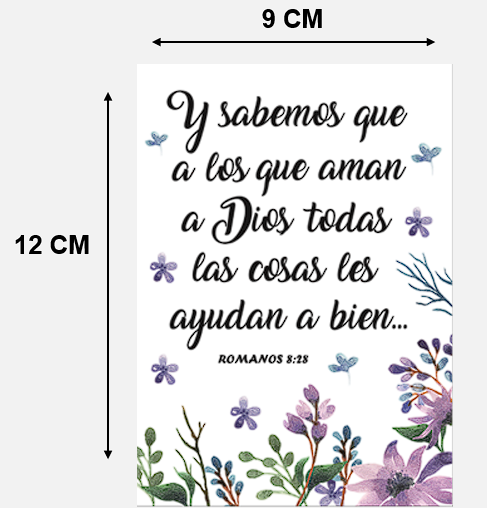 9 CM
12 CM
Y sabemos que
a los que aman
a Dios todas
las cosas les
ayudan a bien...
ROMANOS 8:28